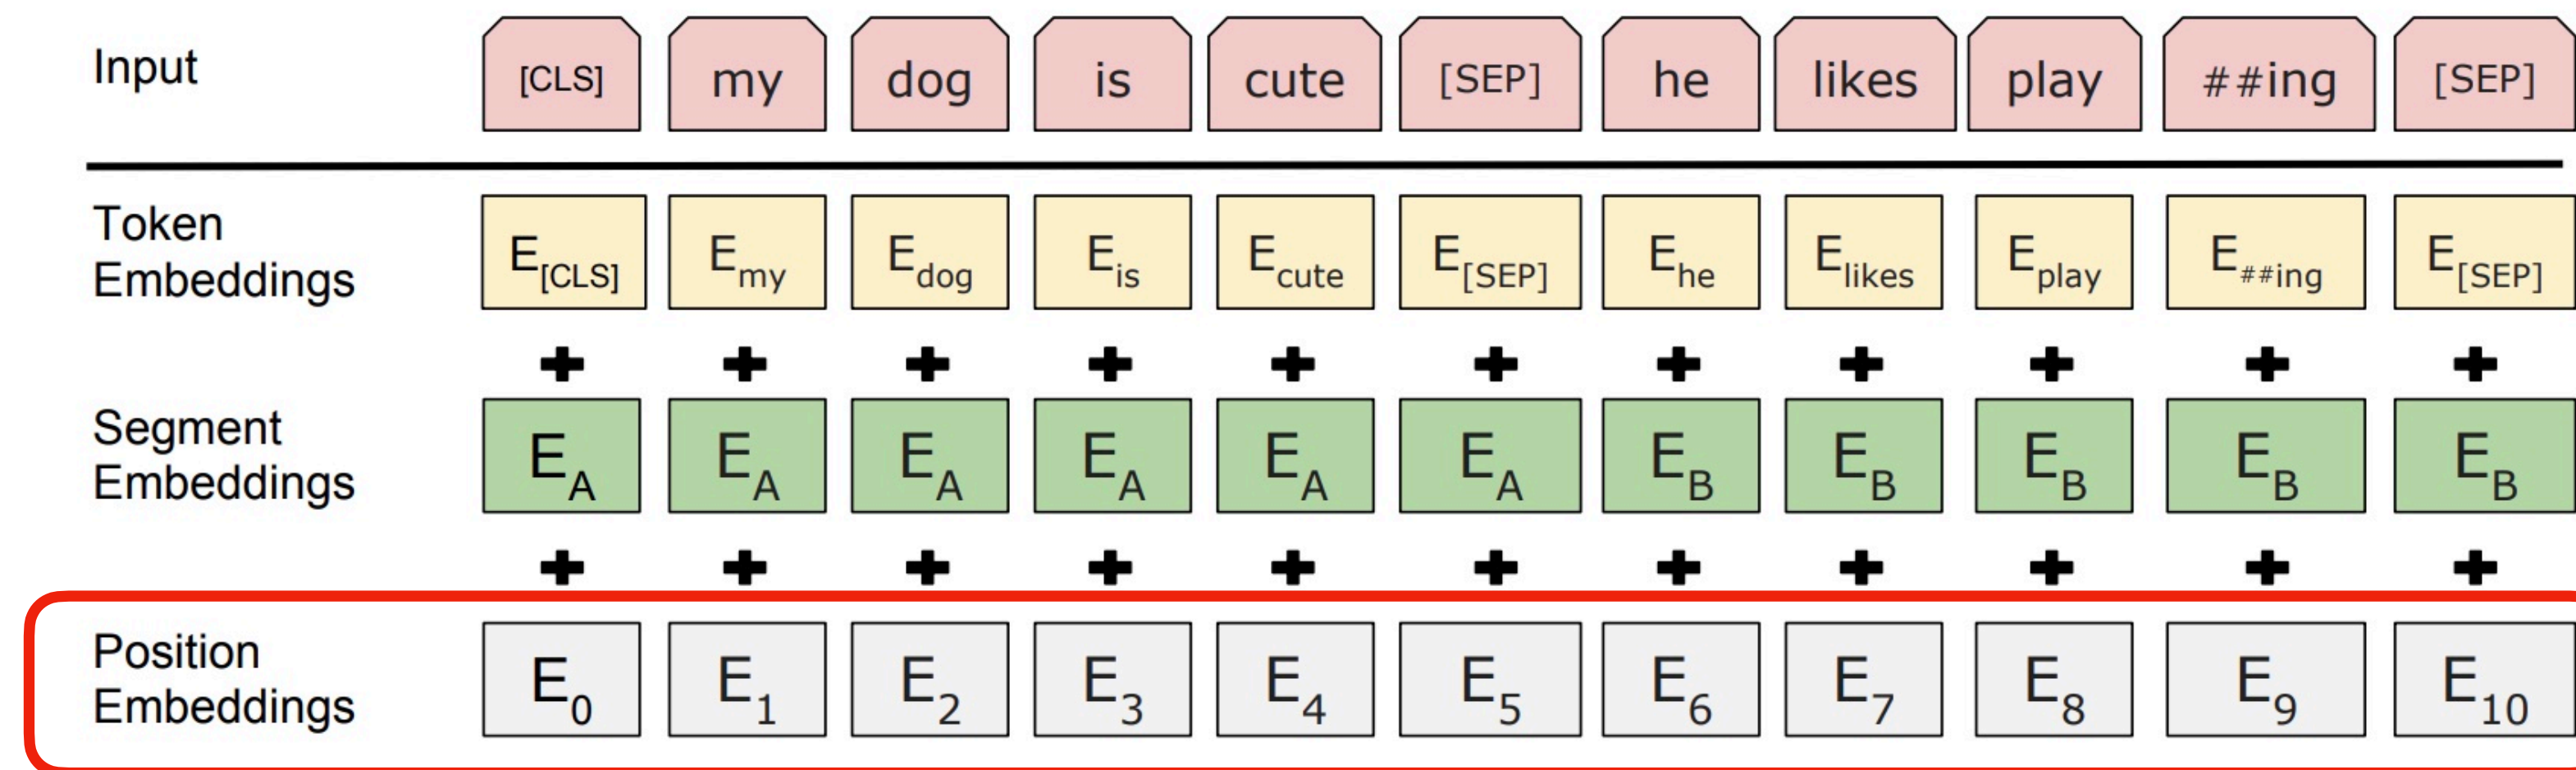 Input [CLS] my dog is cute [SEP] he likes play ##ing [SEP]
Token
Embeddings E[CLS] Emy Edog Eis Ecute E[SEP] Ehe Elikes Eplay E##ing E[SEP]
+ + + + + + + + + + +
Segment
Embeddings EA EA EA EA EA EA EB EB EB EB EB
+ + + + + + + + + + +
Position
Embeddings E0 E1 E2 E3 E4 E5 E6 E7 E8 E9 E10